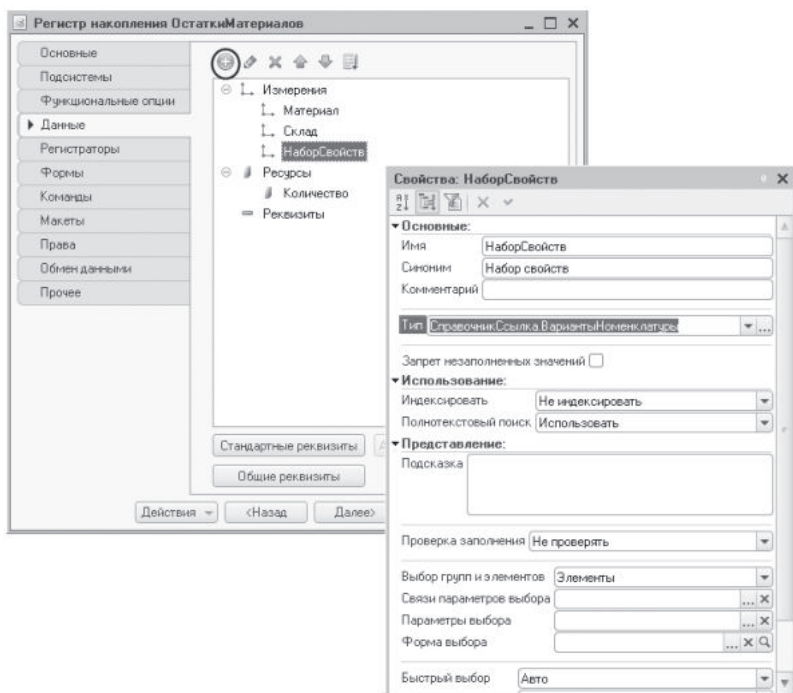 Регистр накопления ОстаткиМатериалов
Основные
Подсистемы
Функциональные опции
Данные
Регистраторы
Формы
Команды
Макеты
Права
Обмен данными
Прочее
Измерения
Материал
Склад
НаборСвойств
Ресурсы
Количество
Реквизиты
Стандартные реквизиты
Общие реквизиты
Действия
<Назад
Далее>
Свойства: НаборСвойств
Основные:
Имя НаборСвойств
Синоним Набор свойств
Комментарий
Тип СправочникСсылка.ВариантыНоменклатуры
Запрет незаполненных значений
Использование:
Индексировать Не индексировать
Полнотекстовый поиск Использовать
Представление:
Подсказка
Проверка заполнения Не проверять
Выбор групп и элементов Элементы
Связи параметров выбора
Параметры выбора
Форма выбора
Быстрый выбор Авто